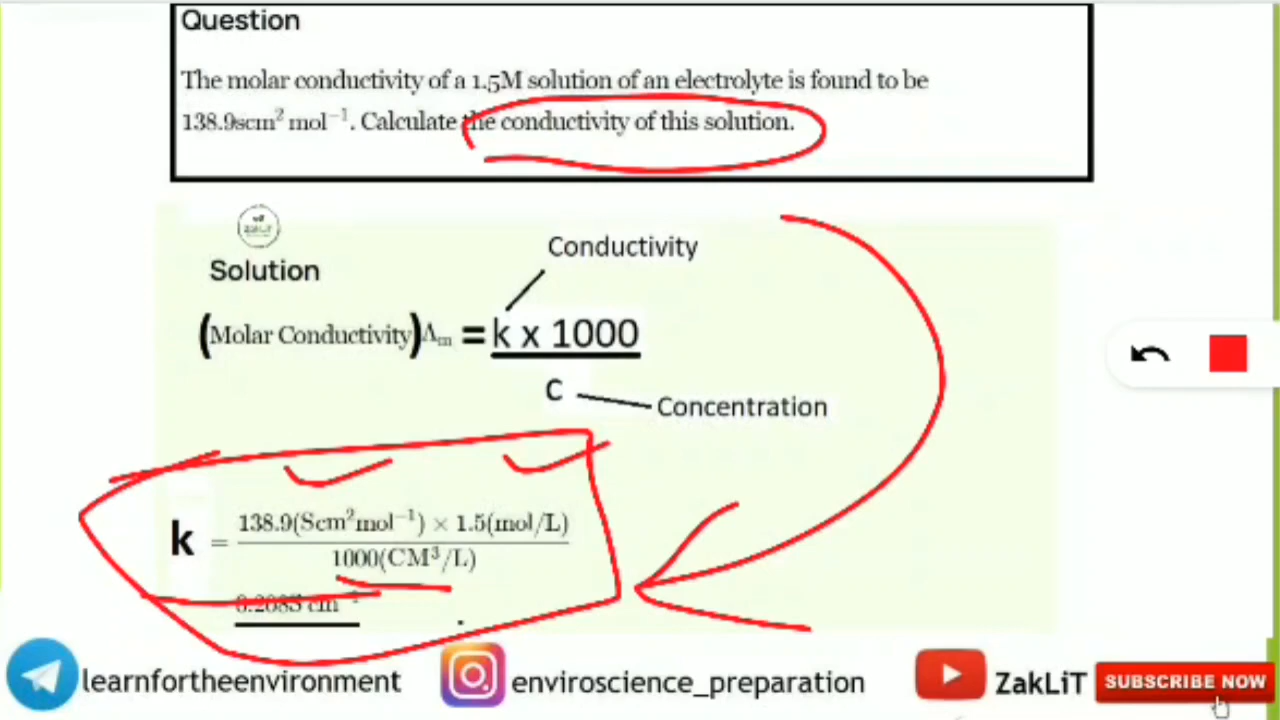 Question
The molar conductivity of a 1.5M solution of an electrolyte is found to be
138.9scm² mol⁻¹. Calculate the conductivity of this solution.
Solution
Conductivity
(Molar Conductivity)Λm = k x 1000
c
Concentration
k = 138.9(Scm²mol⁻¹) × 1.5(mol/L)
1000(CM³/L)
learnfortheenvironment
enviroscience_preparation
ZakLiT
SUBSCRIBE NOW